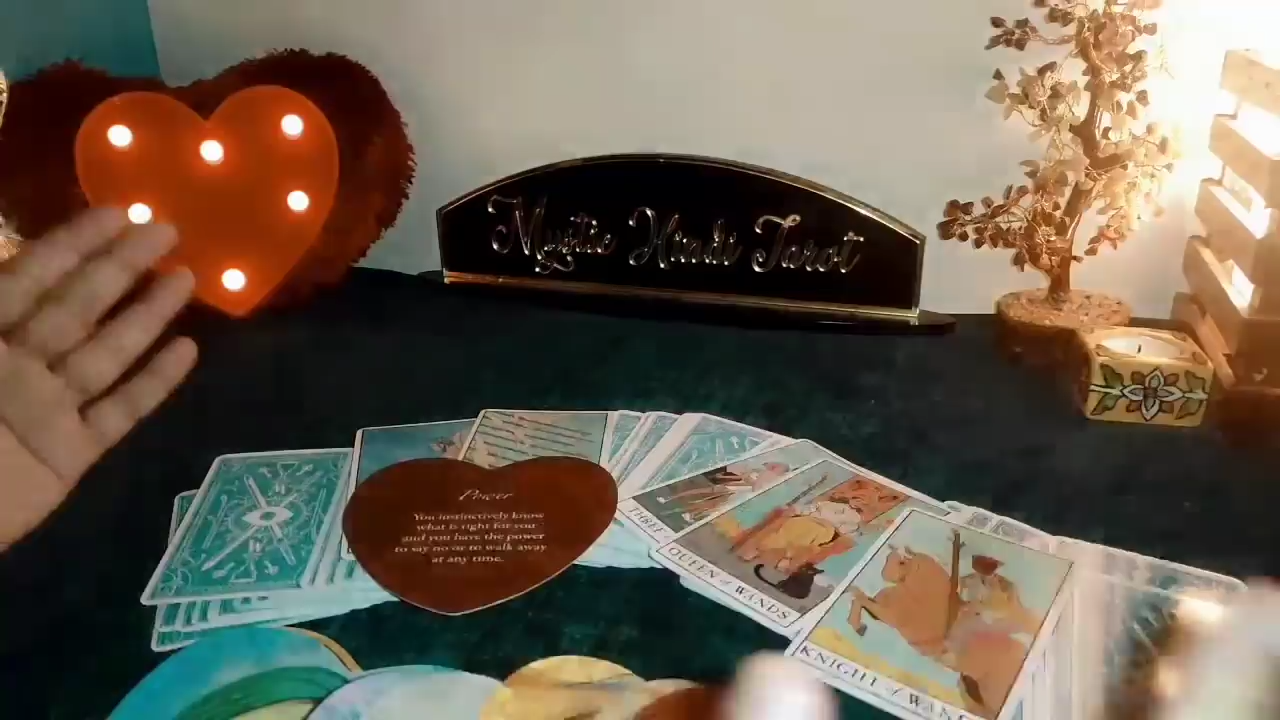 Mystic Hindi Tarot
Power
You instinctively know
what is right for you
and you have the power
to say no or to walk away
at any time.
THREE
QUEEN of WANDS
KNIGHT of WANDS